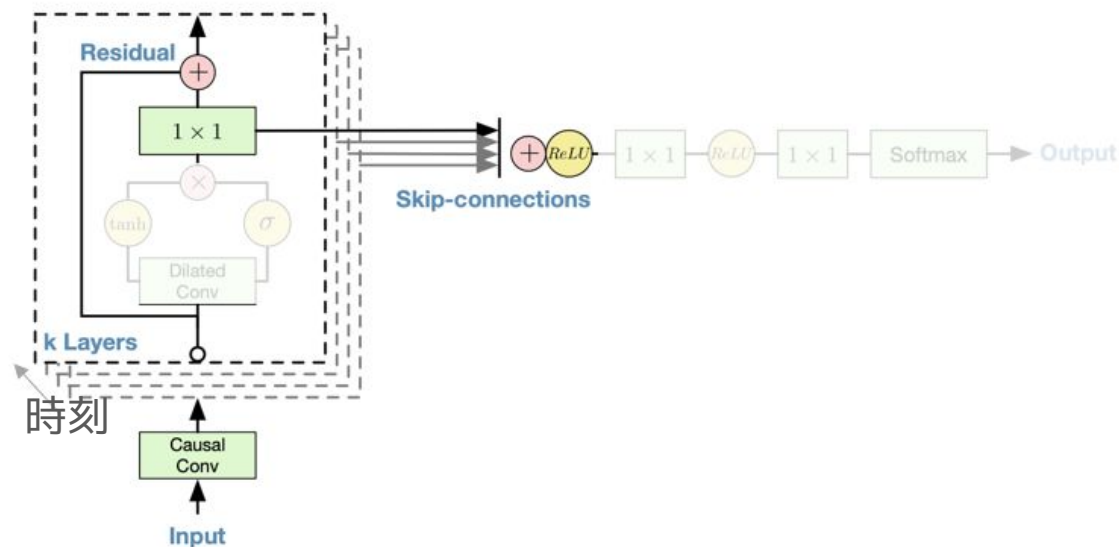 Residual
+
1 × 1
×
tanh
σ
Dilated
Conv
k Layers
時刻
Causal
Conv
Input
+
ReLU
1 × 1
ReLU
1 × 1
Softmax
Output
Skip-connections